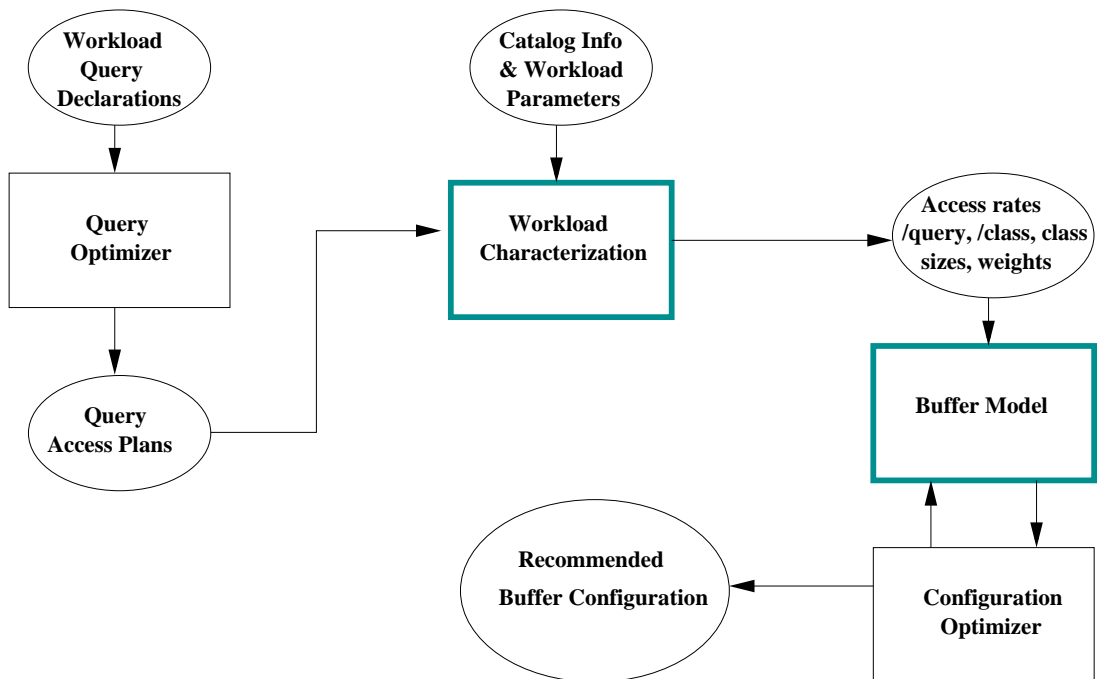 Workload
Query
Declarations
Catalog Info
& Workload
Parameters
Query
Optimizer
Workload
Characterization
Access rates
/query, /class, class
sizes, weights
Query
Access Plans
Buffer Model
Recommended
Buffer Configuration
Configuration
Optimizer